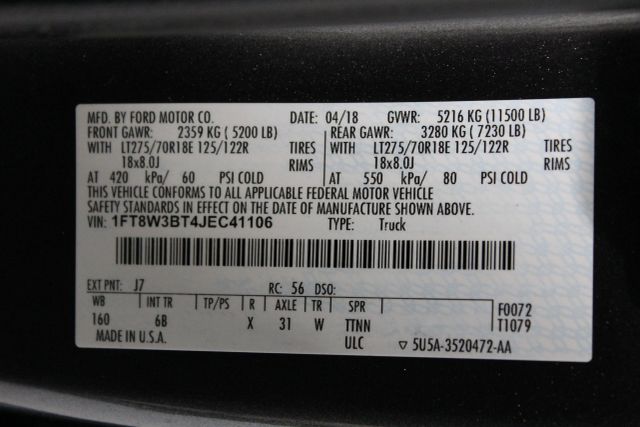 MFD. BY FORD MOTOR CO. DATE: 04/18 GVWR: 5216 KG (11500 LB)
FRONT GAWR: 2359 KG ( 5200 LB) REAR GAWR: 3280 KG ( 7230 LB)
WITH LT275/70R18E 125/122R TIRES WITH LT275/70R18E 125/122R TIRES
18x8.0J RIMS 18x8.0J RIMS
AT 420 kPa/ 60 PSI COLD AT 550 kPa/ 80 PSI COLD
THIS VEHICLE CONFORMS TO ALL APPLICABLE FEDERAL MOTOR VEHICLE
SAFETY STANDARDS IN EFFECT ON THE DATE OF MANUFACTURE SHOWN ABOVE.
VIN: 1FT8W3BT4JEC41106 TYPE: Truck
EXT PNT: J7 RC: 56 DSO:
WB INT TR TP/PS R AXLE TR SPR F0072
160 6B X 31 W TTNN T1079
MADE IN U.S.A. ULC ▽ 5U5A-3520472-AA